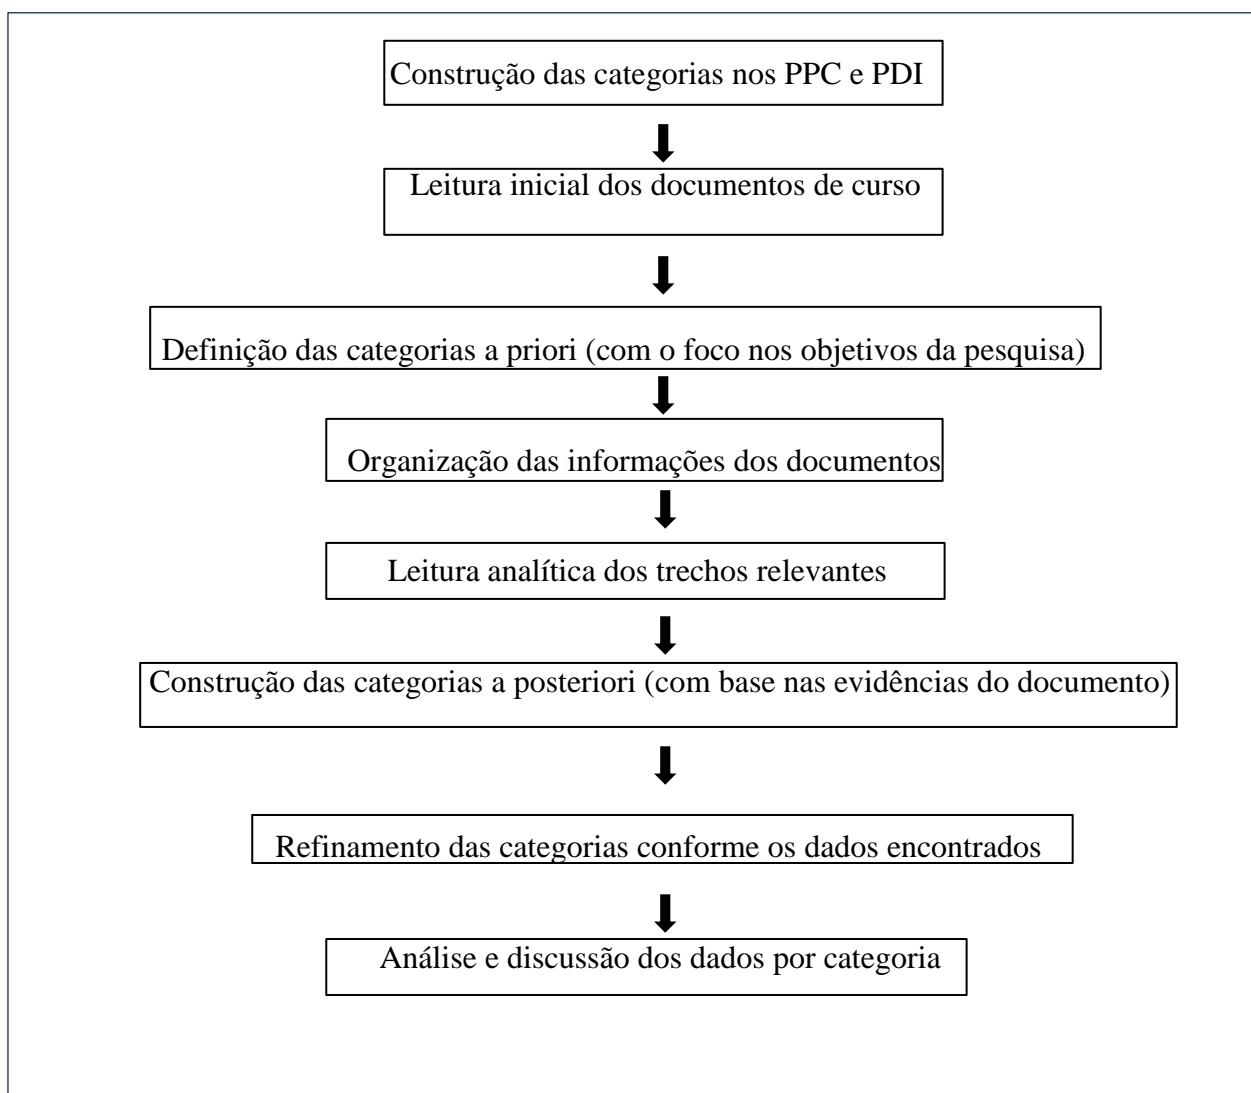 Construção das categorias nos PPC e PDI
Leitura inicial dos documentos de curso
Definição das categorias a priori (com o foco nos objetivos da pesquisa)
Organização das informações dos documentos
Leitura analítica dos trechos relevantes
Construção das categorias a posteriori (com base nas evidências do documento)
Refinamento das categorias conforme os dados encontrados
Análise e discussão dos dados por categoria